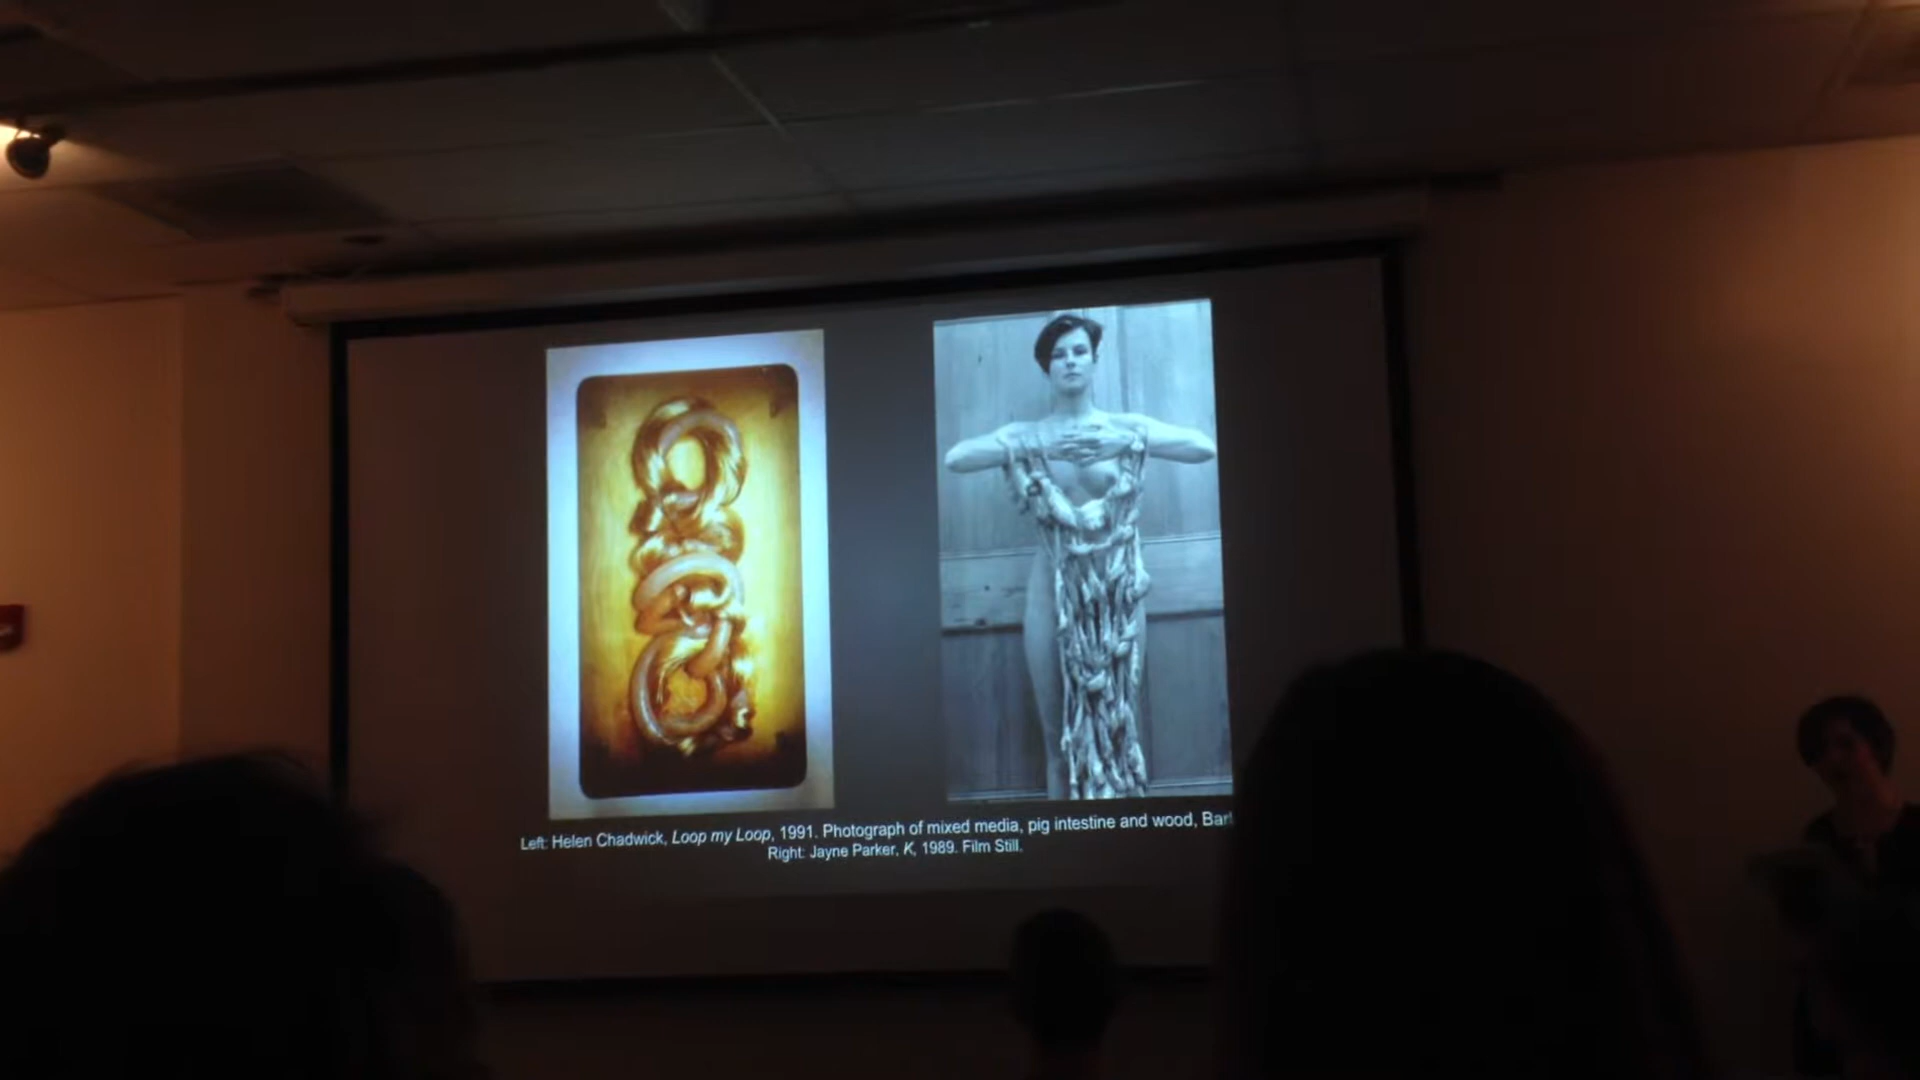 Left: Helen Chadwick, Loop my Loop, 1991. Photograph of mixed media, pig intestine and wood,
Right: Jayne Parker, K, 1989. Film Still.